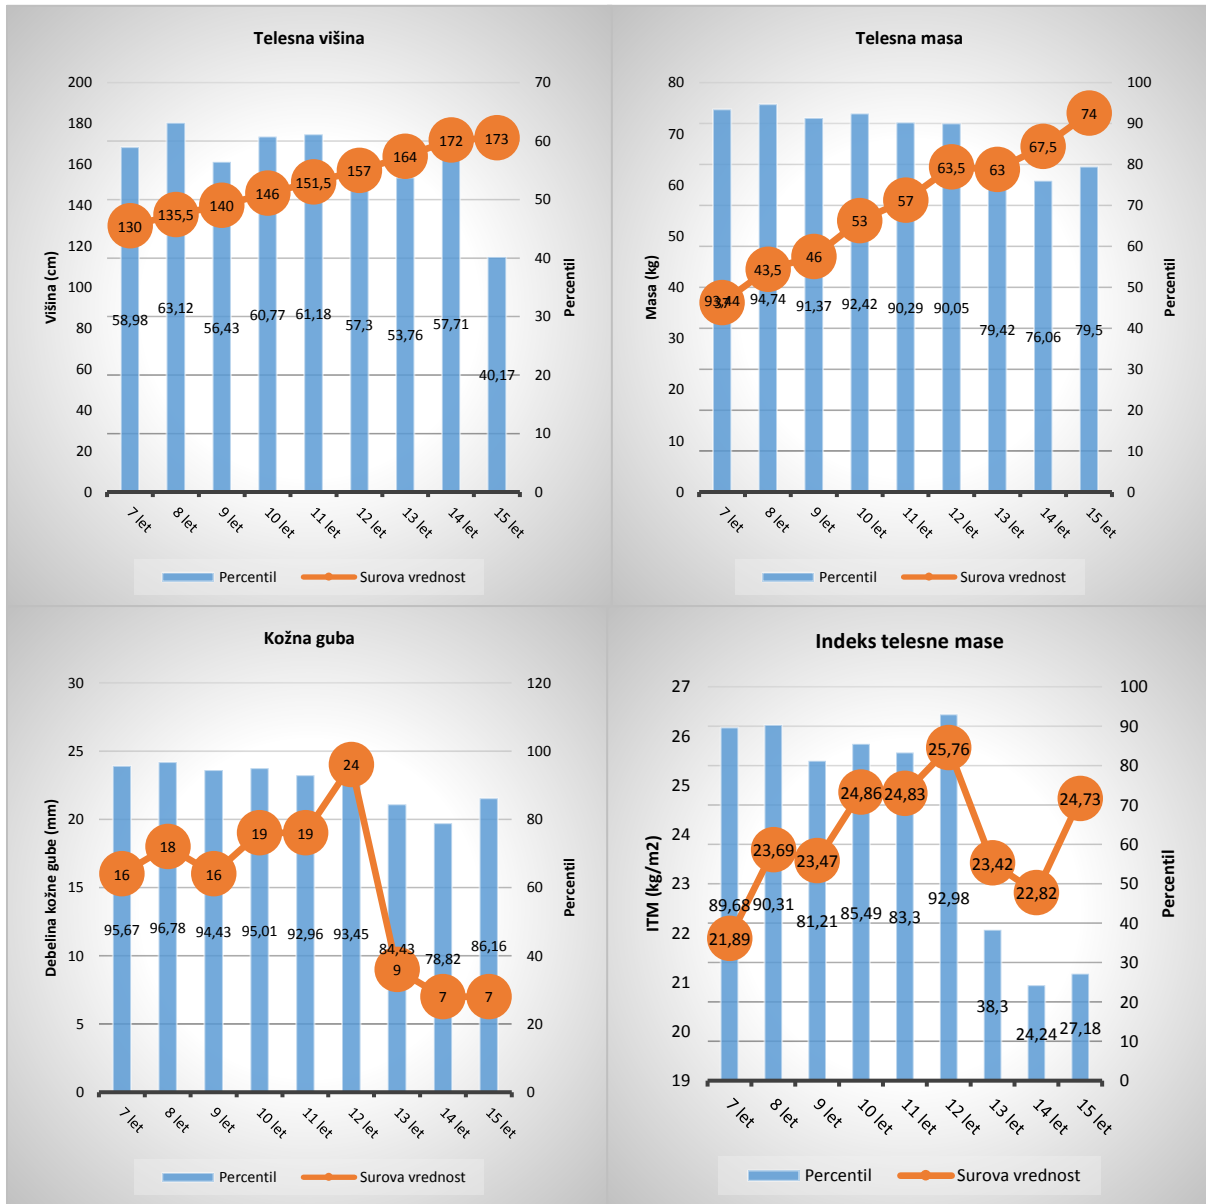 Telesna višina
Višina (cm)
200
180
160
140
120
100
80
60
40
20
0
70
60
50
40
30
20
10
0
Percentil
130
135,5
140
146
151,5
157
164
172
173
58,98
63,12
56,43
60,77
61,18
57,3
53,76
57,71
40,17
7 let
8 let
9 let
10 let
11 let
12 let
13 let
14 let
15 let
Percentil
Surova vrednost
Telesna masa
Masa (kg)
80
70
60
50
40
30
20
10
0
100
90
80
70
60
50
40
30
20
10
0
Percentil
37
43,5
46
53
57
63,5
63
67,5
74
93,44
94,74
91,37
92,42
90,29
90,05
79,42
76,06
79,5
7 let
8 let
9 let
10 let
11 let
12 let
13 let
14 let
15 let
Percentil
Surova vrednost
Kožna guba
Debelina kožne gube (mm)
30
25
20
15
10
5
0
120
100
80
60
40
20
0
Percentil
16
18
16
19
19
24
9
7
7
95,67
96,78
94,43
95,01
92,96
93,45
84,43
78,82
86,16
7 let
8 let
9 let
10 let
11 let
12 let
13 let
14 let
15 let
Percentil
Surova vrednost
Indeks telesne mase
ITM (kg/m2)
27
26
25
24
23
22
21
20
19
100
90
80
70
60
50
40
30
20
10
0
Percentil
21,89
23,69
23,47
24,86
24,83
25,76
23,42
22,82
24,73
89,68
90,31
81,21
85,49
83,3
92,98
38,3
24,24
27,18
7 let
8 let
9 let
10 let
11 let
12 let
13 let
14 let
15 let
Percentil
Surova vrednost